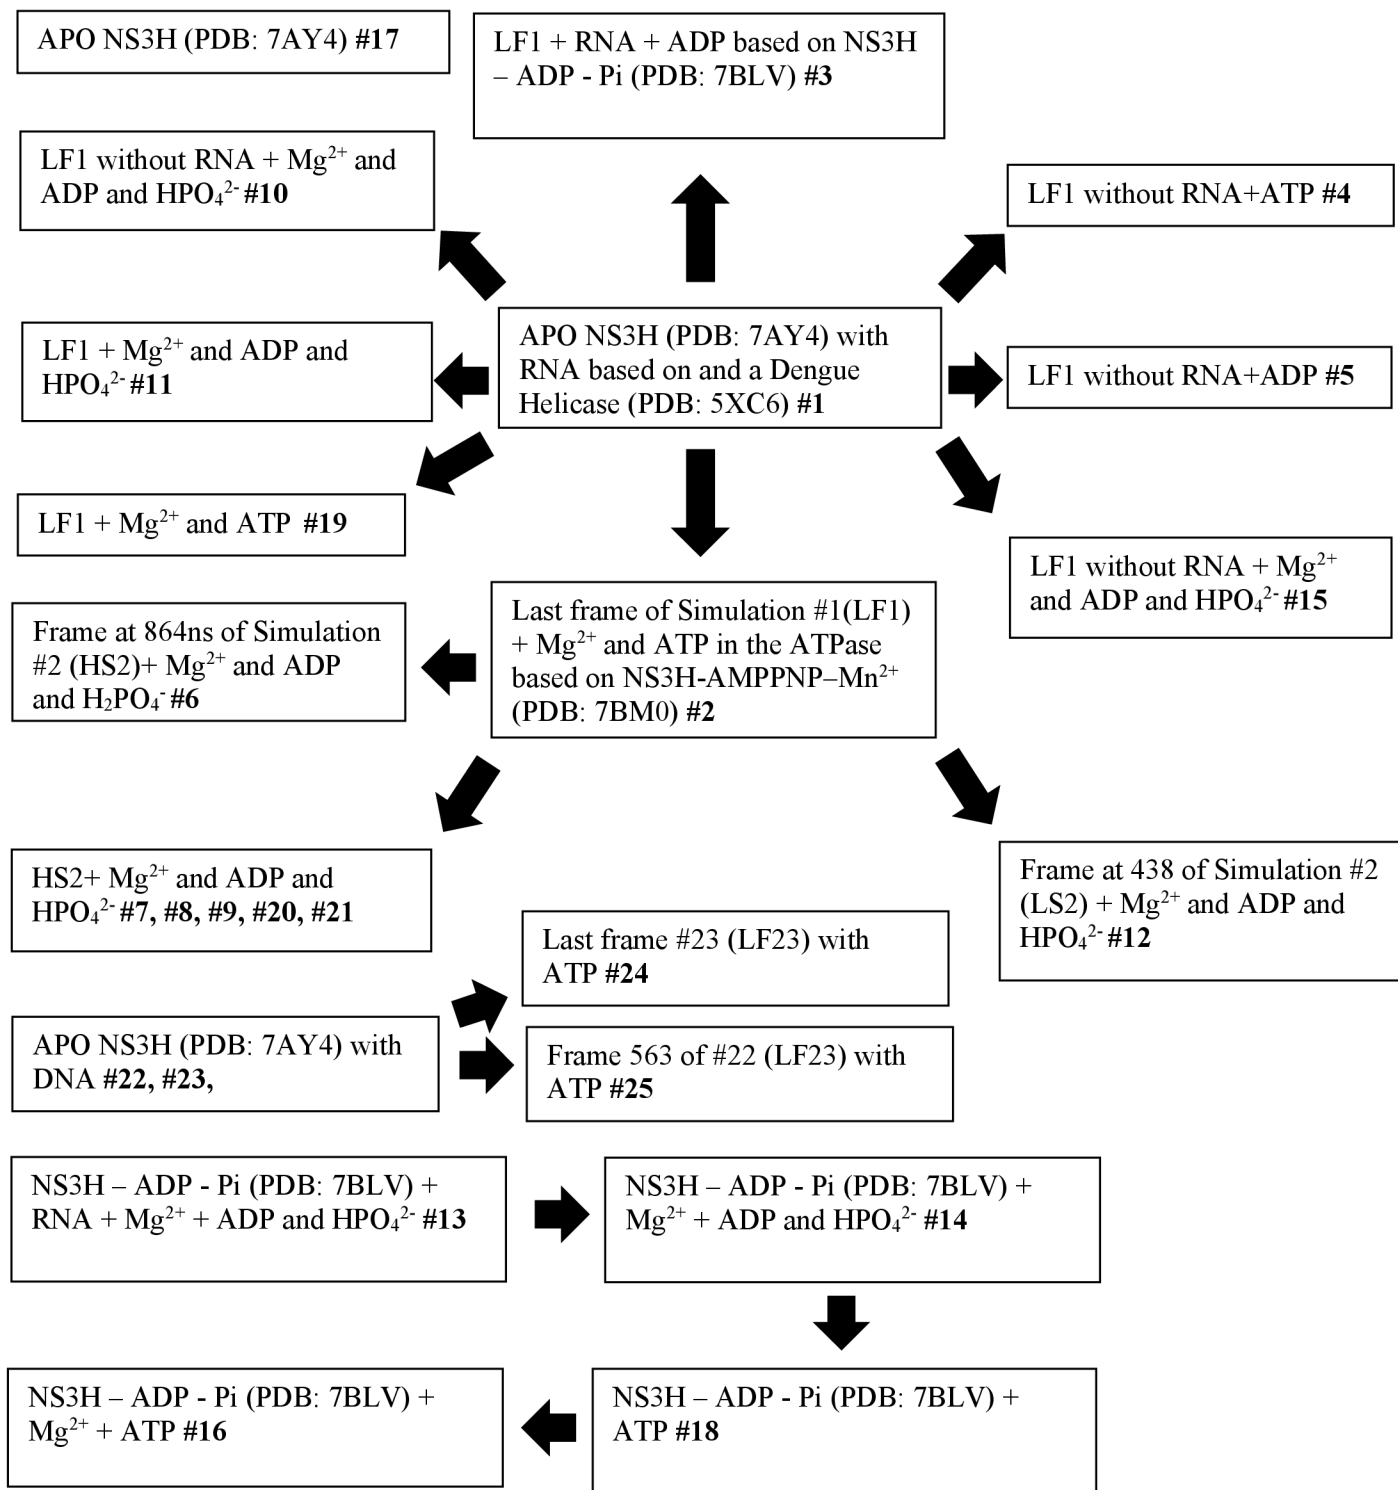 APO NS3H (PDB: 7AY4) #17
LF1 + RNA + ADP based on NS3H
– ADP - Pi (PDB: 7BLV) #3
LF1 without RNA + Mg²⁺ and
ADP and HPO₄²⁻ #10
LF1 without RNA+ATP #4
APO NS3H (PDB: 7AY4) with
RNA based on and a Dengue
Helicase (PDB: 5XC6) #1
LF1 + Mg²⁺ and ADP and
HPO₄²⁻ #11
LF1 without RNA+ADP #5
LF1 + Mg²⁺ and ATP #19
LF1 without RNA + Mg²⁺
and ADP and HPO₄²⁻ #15
Last frame of Simulation #1(LF1)
+ Mg²⁺ and ATP in the ATPase
based on NS3H-AMPPNP–Mn²⁺
(PDB: 7BM0) #2
Frame at 864ns of Simulation
#2 (HS2)+ Mg²⁺ and ADP
and H₂PO₄⁻ #6
HS2+ Mg²⁺ and ADP and
HPO₄²⁻ #7, #8, #9, #20, #21
Frame at 438 of Simulation #2
(LS2) + Mg²⁺ and ADP and
HPO₄²⁻ #12
Last frame #23 (LF23) with
ATP #24
APO NS3H (PDB: 7AY4) with
DNA #22, #23,
Frame 563 of #22 (LF23) with
ATP #25
NS3H – ADP - Pi (PDB: 7BLV) +
RNA + Mg²⁺ + ADP and HPO₄²⁻ #13
NS3H – ADP - Pi (PDB: 7BLV) +
Mg²⁺ + ADP and HPO₄²⁻ #14
NS3H – ADP - Pi (PDB: 7BLV) +
Mg²⁺ + ATP #16
NS3H – ADP - Pi (PDB: 7BLV) +
ATP #18